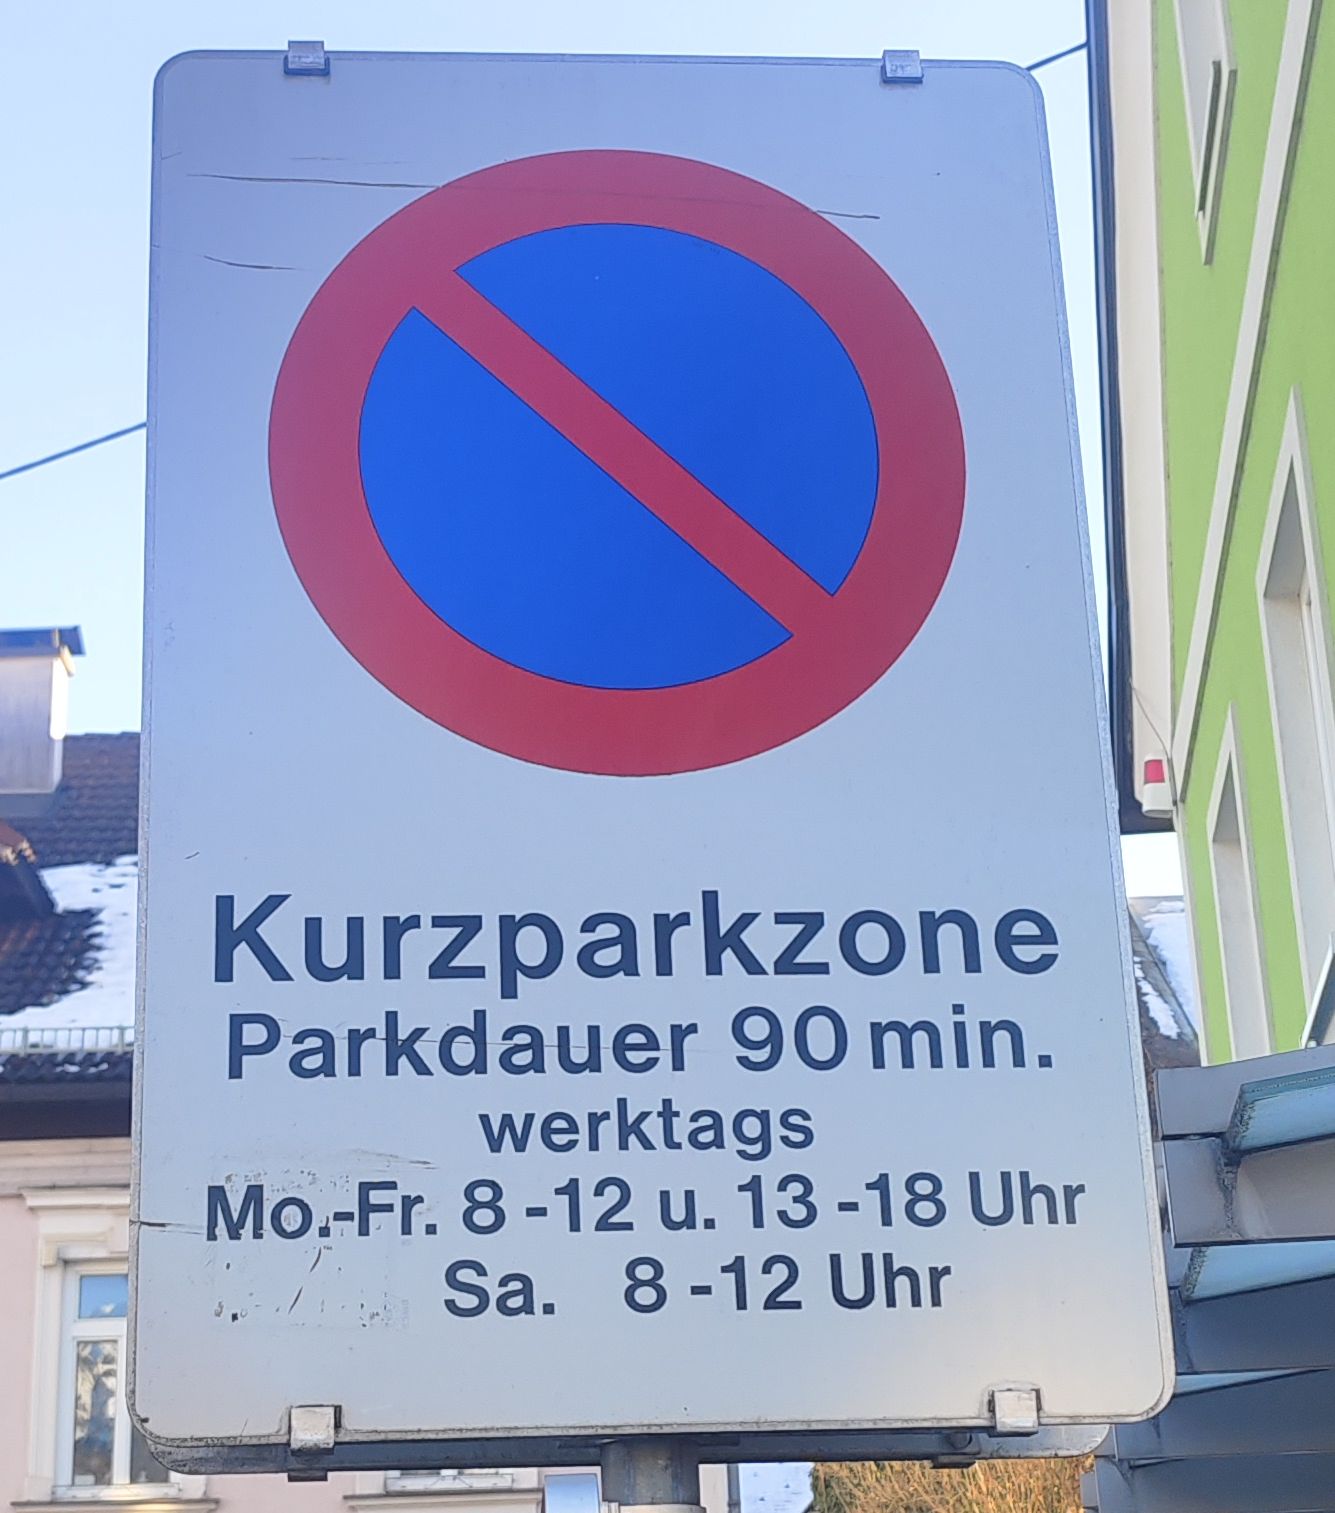 Kurzparkzone
Parkdauer 90 min.
werktags
Mo.-Fr. 8-12 u. 13-18 Uhr
Sa. 8-12 Uhr